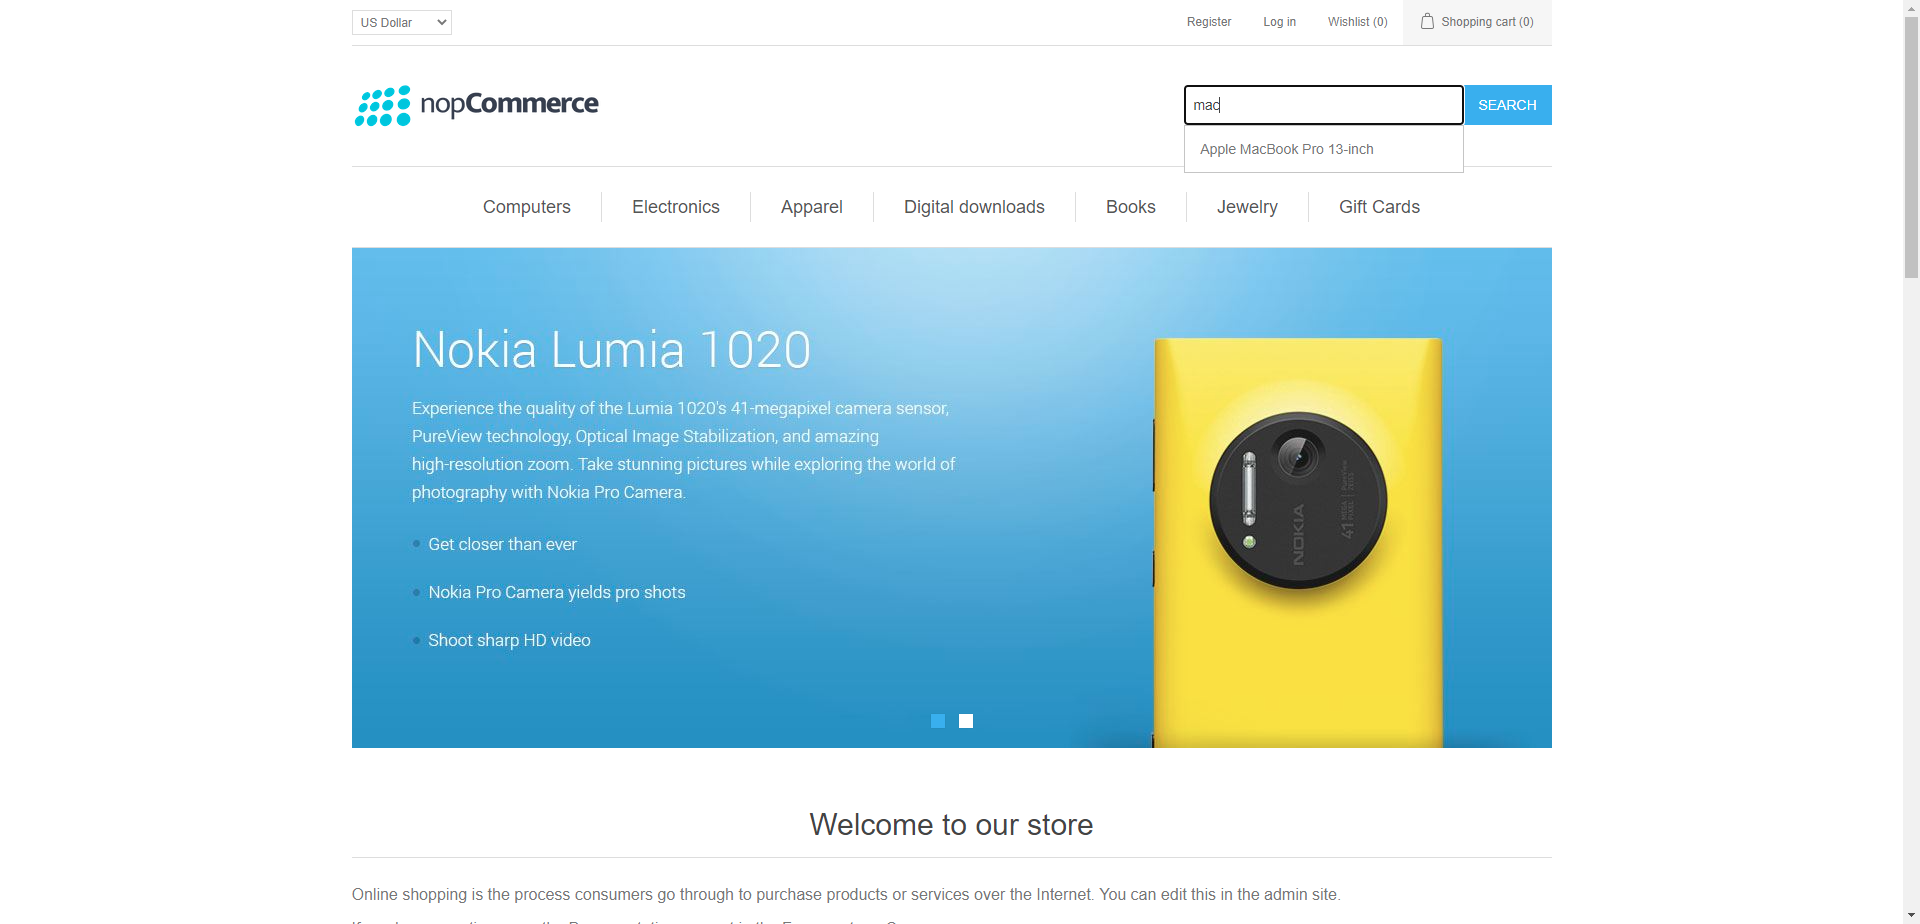 US Dollar
Register
Log in
Wishlist (0)
Shopping cart (0)
nopCommerce
mac
SEARCH
Apple MacBook Pro 13-inch
Computers
Electronics
Apparel
Digital downloads
Books
Jewelry
Gift Cards
Nokia Lumia 1020
Experience the quality of the Lumia 1020's 41-megapixel camera sensor,
PureView technology, Optical Image Stabilization, and amazing
high-resolution zoom. Take stunning pictures while exploring the world of
photography with Nokia Pro Camera.
Get closer than ever
Nokia Pro Camera yields pro shots
Shoot sharp HD video
NOKIA
41 MEGA PIXEL
PureView
ZEISS
Welcome to our store
Online shopping is the process consumers go through to purchase products or services over the Internet. You can edit this in the admin site.